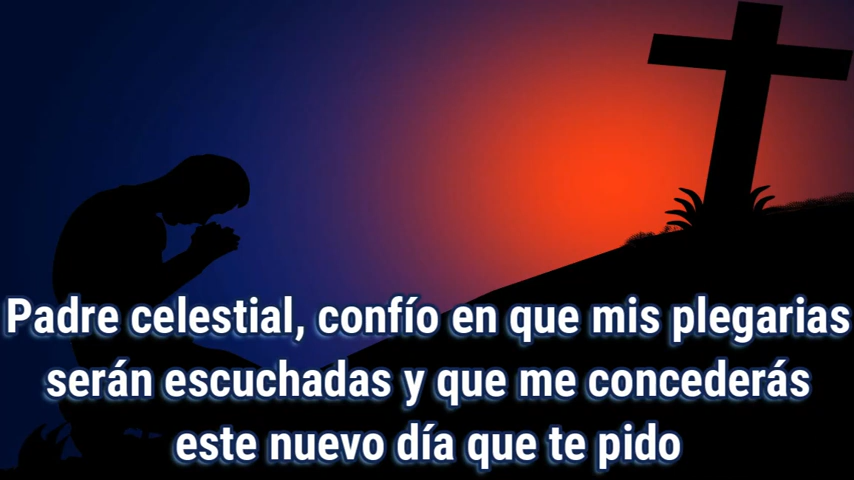 Padre celestial, confío en que mis plegarias
serán escuchadas y que me concederás
este nuevo día que te pido